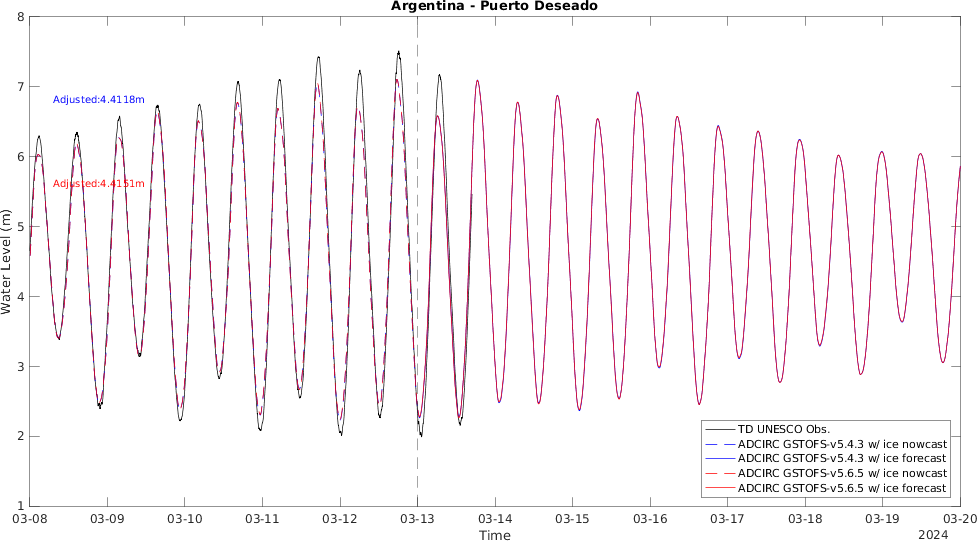 Argentina - Puerto Deseado
8
7
6
5
4
3
2
1
Water Level (m)
Adjusted:4.4118m
Adjusted:4.4151m
TD UNESCO Obs.
ADCIRC GSTOFS-v5.4.3 w/ ice nowcast
ADCIRC GSTOFS-v5.4.3 w/ ice forecast
ADCIRC GSTOFS-v5.6.5 w/ ice nowcast
ADCIRC GSTOFS-v5.6.5 w/ ice forecast
03-08 03-09 03-10 03-11 03-12 03-13 03-14 03-15 03-16 03-17 03-18 03-19 03-20
Time
2024